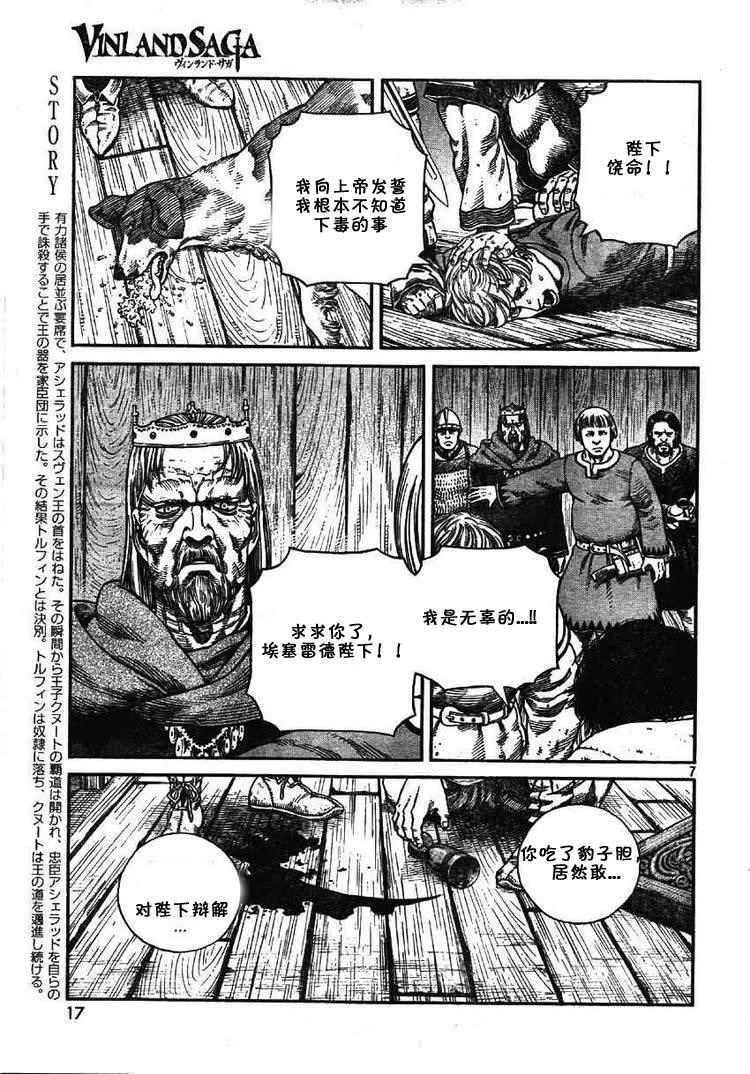 VINLAND SAGA
ヴィンランド・サガ
STORY
有力諸侯の居並ぶ宴席で、アシェラッドはスヴェン王の首をはねた。その瞬間から王子クヌートの覇道は開かれ、忠臣アシェラッドを自らの
手で誅殺することで王の器を家臣団に示した。その結果トルフィンとは決別。トルフィンは奴隷に落ち、クヌートは王の道を邁進し続ける。
陛下
饶命！！
我向上帝发誓
我根本不知道
下毒的事
我是无辜的...!!
求求你了，
埃塞雷德陛下！！
7
你吃了豹子胆，
居然敢...
对陛下辩解
...
17